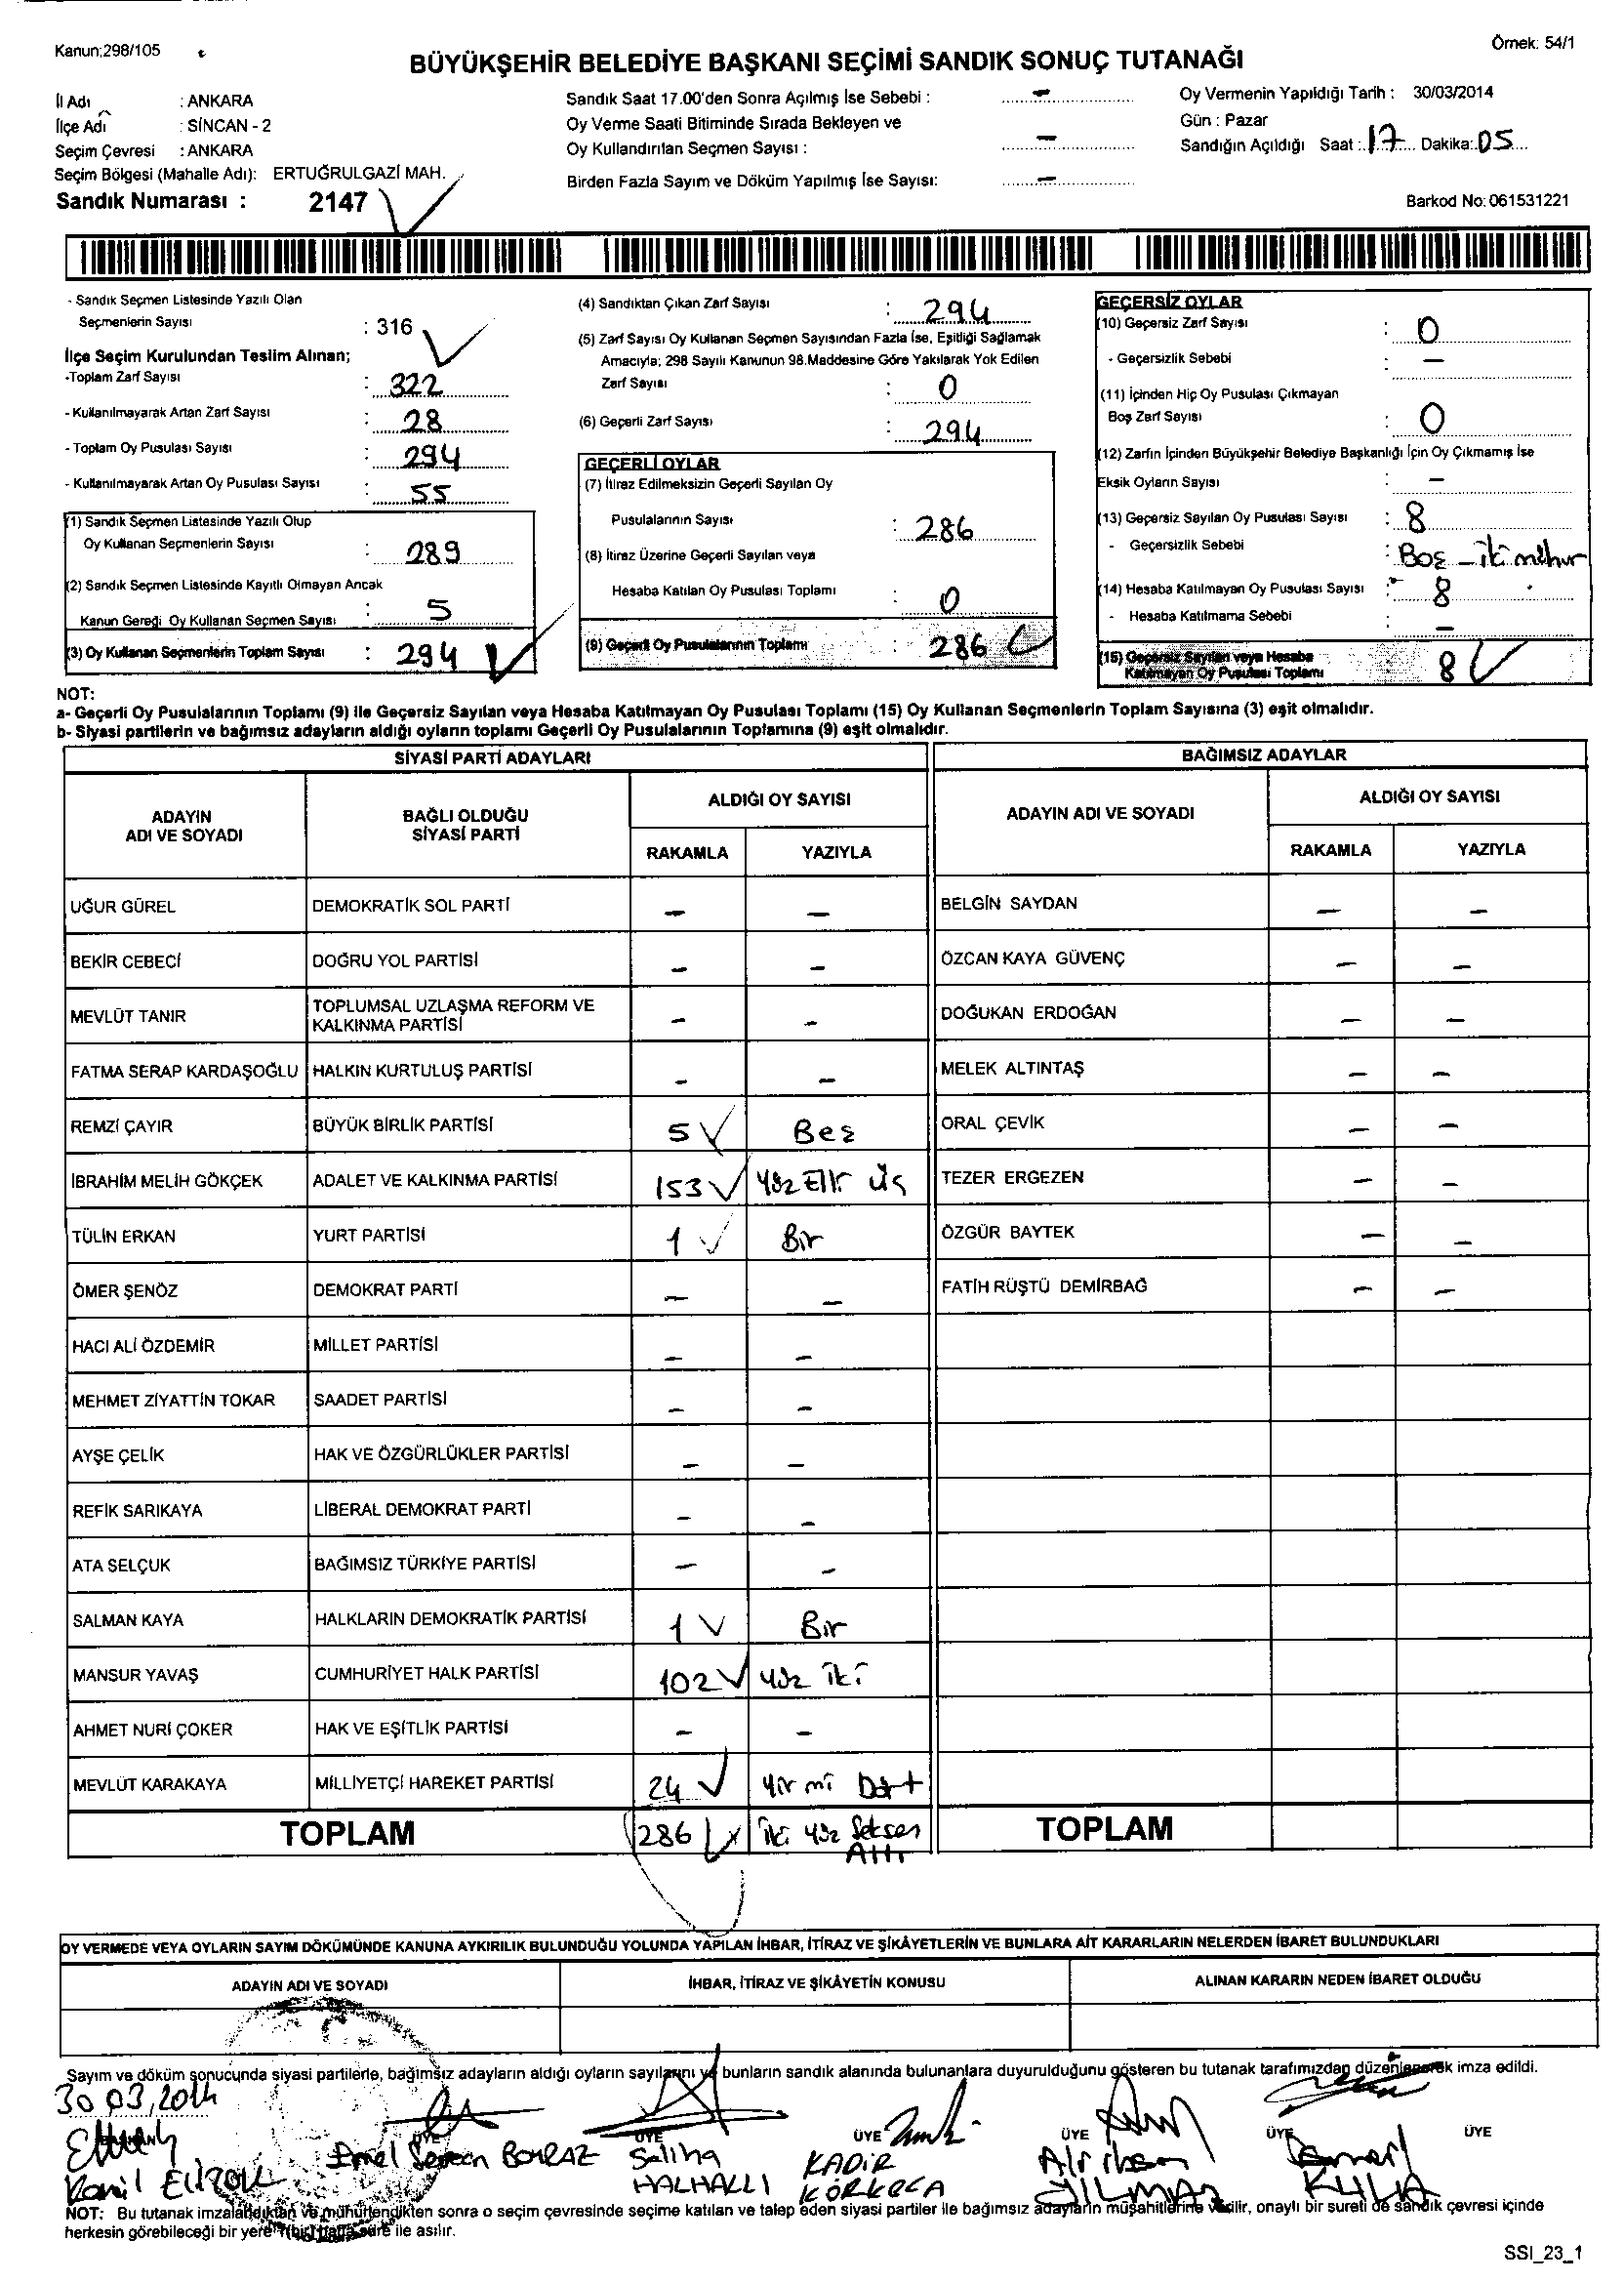 Kanun:298/105
Örnek: 54/1
BÜYÜKŞEHİR BELEDİYE BAŞKANI SEÇİMİ SANDIK SONUÇ TUTANAĞI
İl Adı : ANKARA
İlçe Adı : SİNCAN - 2
Seçim Çevresi : ANKARA
Seçim Bölgesi (Mahalle Adı): ERTUĞRULGAZİ MAH.
Sandık Numarası : 2147
Sandık Saat 17.00'den Sonra Açılmış İse Sebebi : –
Oy Verme Saati Bitiminde Sırada Bekleyen ve
Oy Kullandırılan Seçmen Sayısı : –
Birden Fazla Sayım ve Döküm Yapılmış İse Sayısı: –
Oy Vermenin Yapıldığı Tarih : 30/03/2014
Gün : Pazar
Sandığın Açıldığı Saat : 17 Dakika: 05
Barkod No: 061531221
- Sandık Seçmen Listesinde Yazılı Olan
Seçmenlerin Sayısı : 316
İlçe Seçim Kurulundan Teslim Alınan;
-Toplam Zarf Sayısı : 322
- Kullanılmayarak Artan Zarf Sayısı : 28
- Toplam Oy Pusulası Sayısı : 294
- Kullanılmayarak Artan Oy Pusulası Sayısı : 55
(1) Sandık Seçmen Listesinde Yazılı Olup
Oy Kullanan Seçmenlerin Sayısı : 289
(2) Sandık Seçmen Listesinde Kayıtlı Olmayan Ancak
Kanun Gereği Oy Kullanan Seçmen Sayısı : 5
(3) Oy Kullanan Seçmenlerin Toplam Sayısı : 294
(4) Sandıktan Çıkan Zarf Sayısı : 294
(5) Zarf Sayısı Oy Kullanan Seçmen Sayısından Fazla İse, Eşitliği Sağlamak
Amacıyla; 298 Sayılı Kanunun 98.Maddesine Göre Yakılarak Yok Edilen
Zarf Sayısı : 0
(6) Geçerli Zarf Sayısı : 294
GEÇERLİ OYLAR
(7) İtiraz Edilmeksizin Geçerli Sayılan Oy
Pusulalarının Sayısı : 286
(8) İtiraz Üzerine Geçerli Sayılan veya
Hesaba Katılan Oy Pusulası Toplamı : 0
(9) Geçerli Oy Pusulalarının Toplamı : 286
GEÇERSİZ OYLAR
(10) Geçersiz Zarf Sayısı : 0
- Geçersizlik Sebebi : –
(11) İçinden Hiç Oy Pusulası Çıkmayan
Boş Zarf Sayısı : 0
(12) Zarfın İçinden Büyükşehir Belediye Başkanlığı İçin Oy Çıkmamış İse
Eksik Oyların Sayısı : –
(13) Geçersiz Sayılan Oy Pusulası Sayısı : 8
- Geçersizlik Sebebi : Boş – iki mühür
(14) Hesaba Katılmayan Oy Pusulası Sayısı : 8
- Hesaba Katılmama Sebebi : –
(15) Geçersiz Sayılan veya Hesaba
Katılmayan Oy Pusulası Toplamı : 8
NOT:
a- Geçerli Oy Pusulalarının Toplamı (9) ile Geçersiz Sayılan veya Hesaba Katılmayan Oy Pusulası Toplamı (15) Oy Kullanan Seçmenlerin Toplam Sayısına (3) eşit olmalıdır.
b- Siyasi partilerin ve bağımsız adayların aldığı oyların toplamı Geçerli Oy Pusulalarının Toplamına (9) eşit olmalıdır.
SİYASİ PARTİ ADAYLARI
ADAYIN ADI VE SOYADI BAĞLI OLDUĞU SİYASİ PARTİ ALDIĞI OY SAYISI
RAKAMLA YAZIYLA
UĞUR GÜREL DEMOKRATİK SOL PARTİ – –
BEKİR CEBECİ DOĞRU YOL PARTİSİ – –
MEVLÜT TANIR TOPLUMSAL UZLAŞMA REFORM VE KALKINMA PARTİSİ – –
FATMA SERAP KARDAŞOĞLU HALKIN KURTULUŞ PARTİSİ – –
REMZİ ÇAYIR BÜYÜK BİRLİK PARTİSİ 5 Beş
İBRAHİM MELİH GÖKÇEK ADALET VE KALKINMA PARTİSİ 153 Yüz Elli Üç
TÜLİN ERKAN YURT PARTİSİ 1 Bir
ÖMER ŞENÖZ DEMOKRAT PARTİ – –
HACI ALİ ÖZDEMİR MİLLET PARTİSİ – –
MEHMET ZİYATTİN TOKAR SAADET PARTİSİ – –
AYŞE ÇELİK HAK VE ÖZGÜRLÜKLER PARTİSİ – –
REFİK SARIKAYA LİBERAL DEMOKRAT PARTİ – –
ATA SELÇUK BAĞIMSIZ TÜRKİYE PARTİSİ – –
SALMAN KAYA HALKLARIN DEMOKRATİK PARTİSİ 1 Bir
MANSUR YAVAŞ CUMHURİYET HALK PARTİSİ 102 Yüz İki
AHMET NURİ ÇOKER HAK VE EŞİTLİK PARTİSİ – –
MEVLÜT KARAKAYA MİLLİYETÇİ HAREKET PARTİSİ 24 Yirmi Dört
TOPLAM 286 İki Yüz Seksen Altı
BAĞIMSIZ ADAYLAR
ADAYIN ADI VE SOYADI ALDIĞI OY SAYISI
RAKAMLA YAZIYLA
BELGİN SAYDAN – –
ÖZCAN KAYA GÜVENÇ – –
DOĞUKAN ERDOĞAN – –
MELEK ALTINTAŞ – –
ORAL ÇEVİK – –
TEZER ERGEZEN – –
ÖZGÜR BAYTEK – –
FATİH RÜŞTÜ DEMİRBAĞ – –
TOPLAM
OY VERMEDE VEYA OYLARIN SAYIM DÖKÜMÜNDE KANUNA AYKIRILIK BULUNDUĞU YOLUNDA YAPILAN İHBAR, İTİRAZ VE ŞİKÂYETLERİN VE BUNLARA AİT KARARLARIN NELERDEN İBARET BULUNDUKLARI
ADAYIN ADI VE SOYADI İHBAR, İTİRAZ VE ŞİKÂYETİN KONUSU ALINAN KARARIN NEDEN İBARET OLDUĞU
Sayım ve döküm sonucunda siyasi partilerle, bağımsız adayların aldığı oyların sayılarını ve bunların sandık alanında bulunanlara duyurulduğunu gösteren bu tutanak tarafımızdan düzenlenerek imza edildi.
30.03.2014
ÜYE ÜYE ÜYE ÜYE ÜYE ÜYE
Emel BOYRAZ Saliha HALHALLI KADİR KÖRKOCA Ali YILMAZ İsmail
NOT: Bu tutanak imzalandıktan ve mühürlendikten sonra o seçim çevresinde seçime katılan ve talep eden siyasi partiler ile bağımsız adayların müşahitlerine verilir, onaylı bir sureti de sandık çevresi içinde
herkesin görebileceği bir yere 1(bir) hafta süre ile asılır.
SSI_23_1